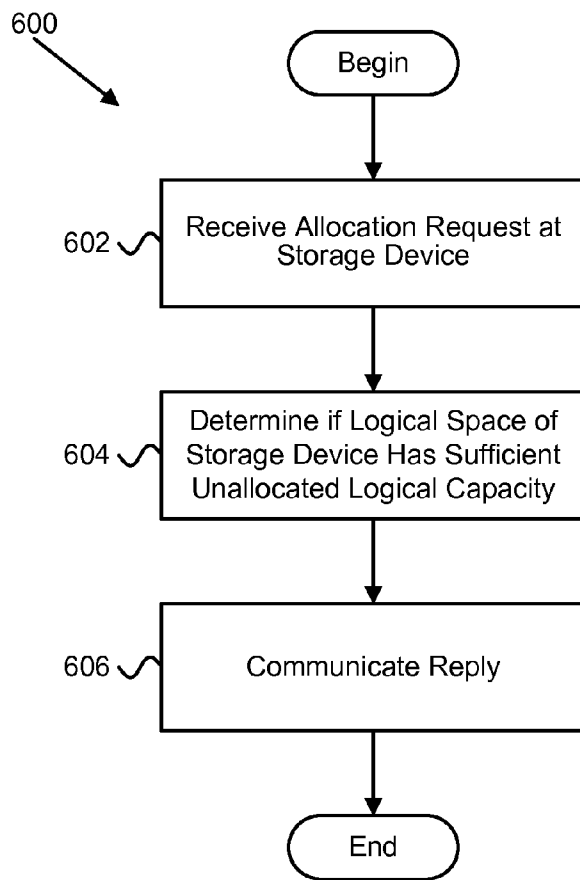 600
Begin
602
Receive Allocation Request at
Storage Device
604
Determine if Logical Space of
Storage Device Has Sufficient
Unallocated Logical Capacity
606
Communicate Reply
End